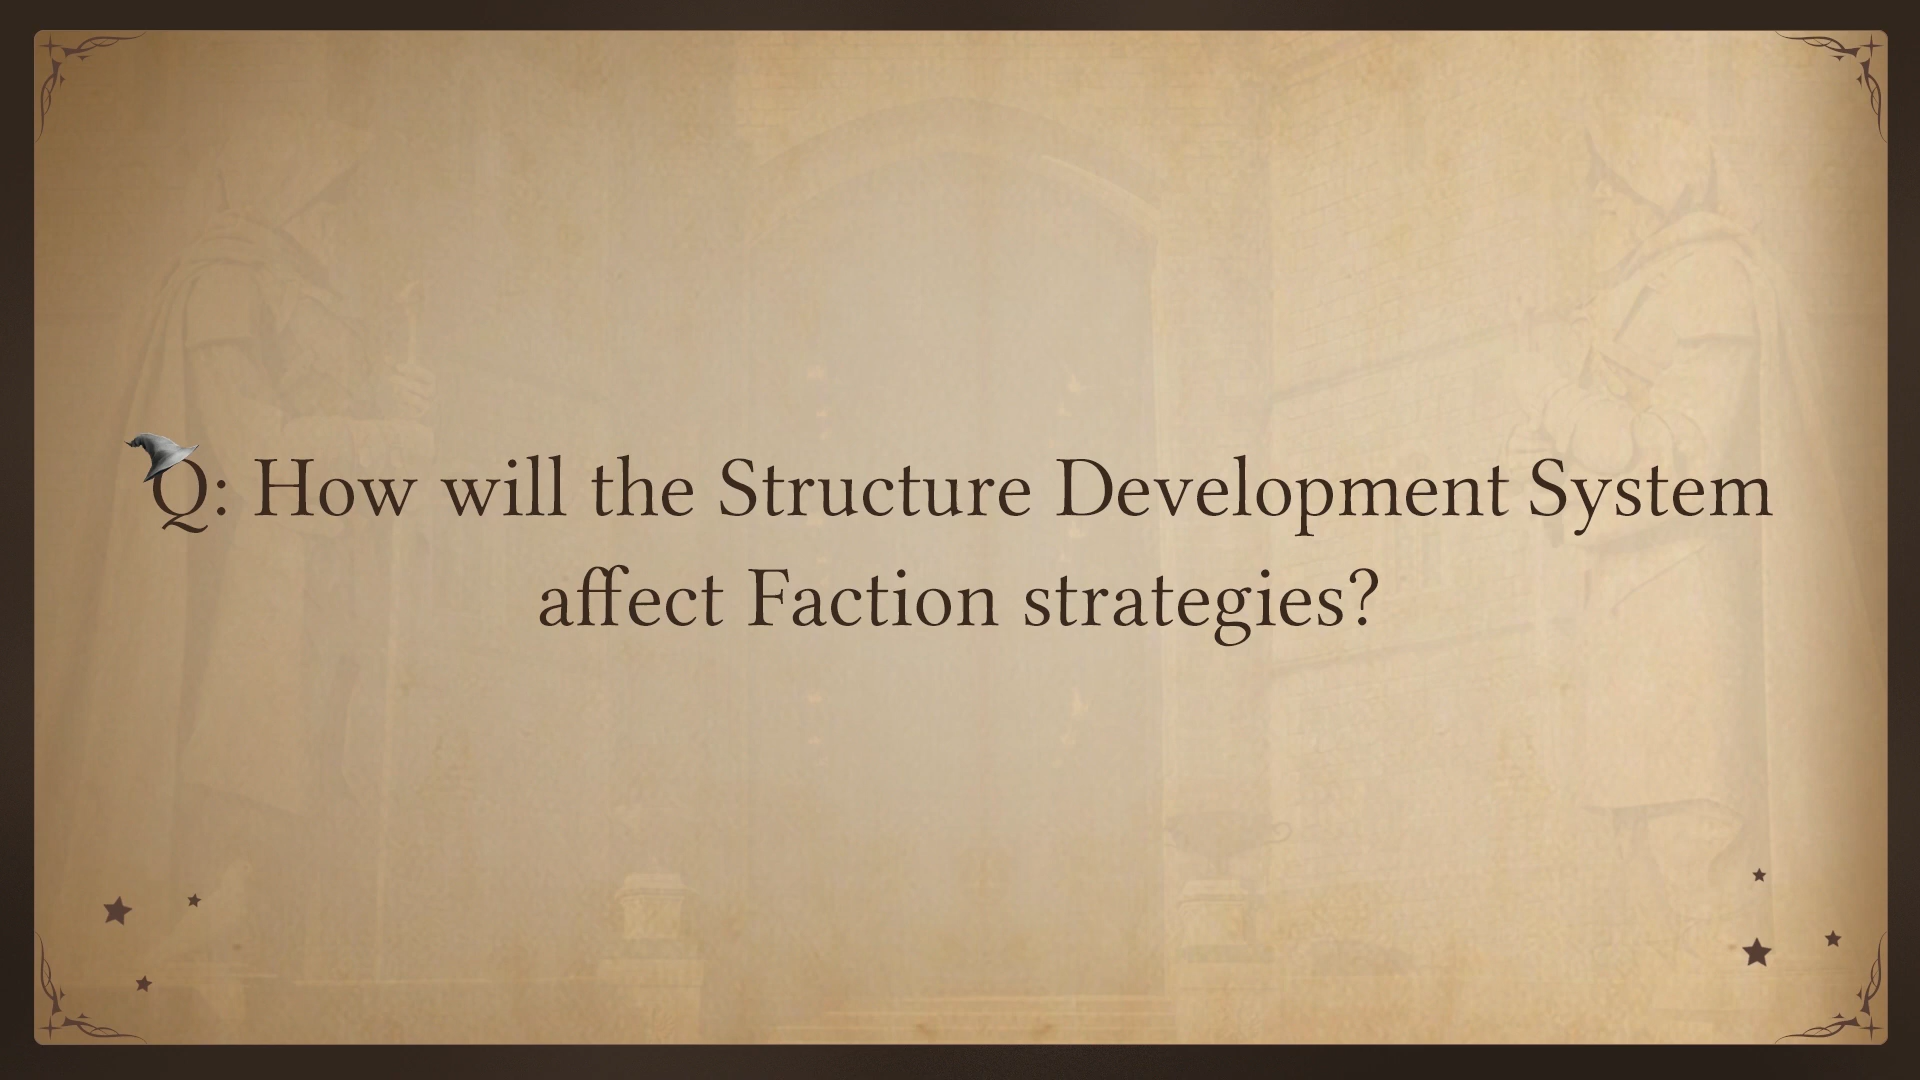 Q: How will the Structure Development System
affect Faction strategies?